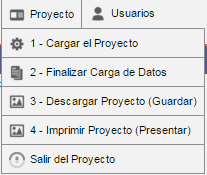 Proyecto Usuarios
1 - Cargar el Proyecto
2 - Finalizar Carga de Datos
3 - Descargar Proyecto (Guardar)
4 - Imprimir Proyecto (Presentar)
Salir del Proyecto